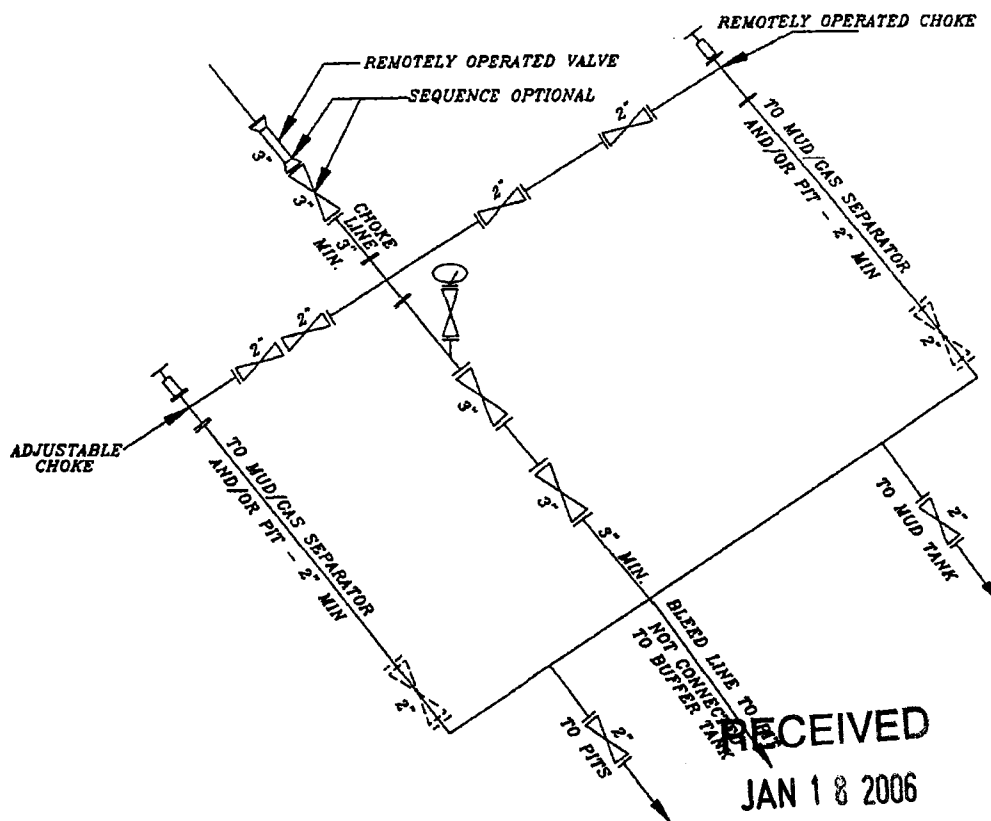 REMOTELY OPERATED CHOKE
REMOTELY OPERATED VALVE
SEQUENCE OPTIONAL
3"
3"
CHOKE
LINE
3"
MIN.
2"
2"
TO MUD/GAS SEPARATOR
AND/OR PIT - 2" MIN
2"
2"
2"
ADJUSTABLE
CHOKE
3"
3"
3" MIN.
TO MUD/GAS SEPARATOR
AND/OR PIT - 2" MIN
2"
2"
TO MUD TANK
BLEED LINE TO
NOT CONNECTED
TO BUFFER TANK
2"
TO PITS
RECEIVED
JAN 18 2006